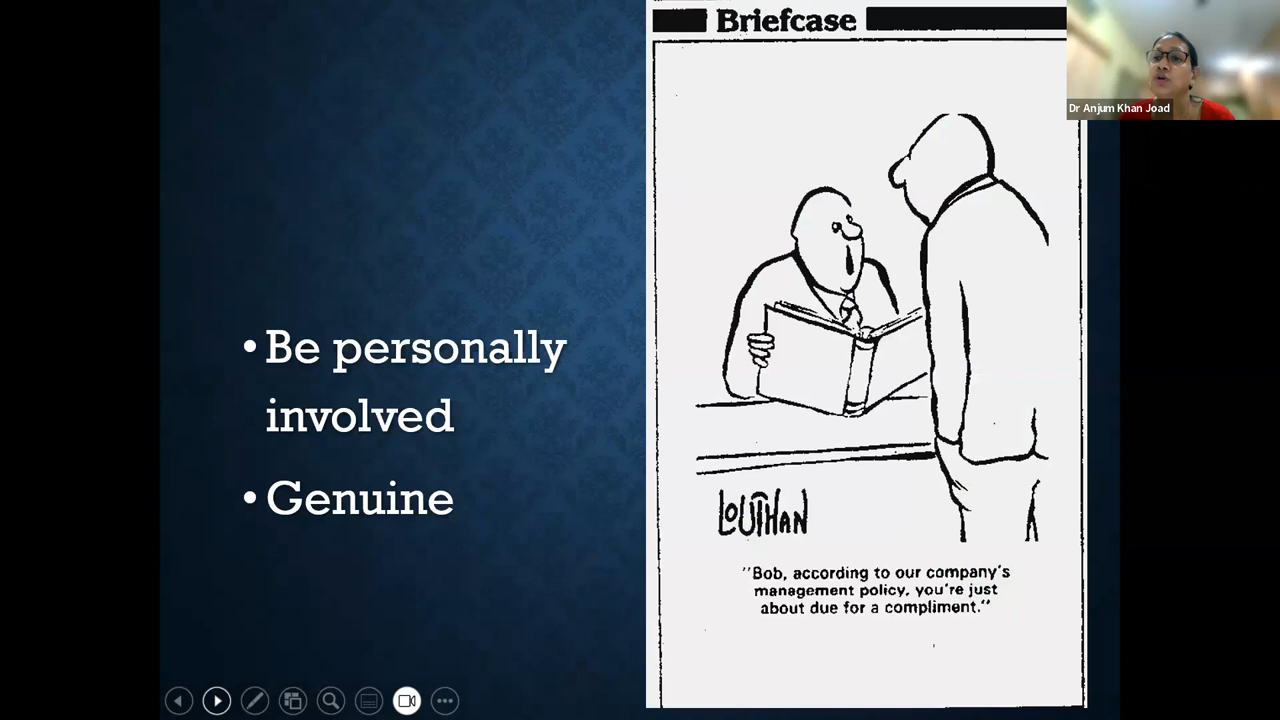 Briefcase
Dr Anjum Khan Joad
• Be personally
involved
• Genuine
LOUTHAN
"Bob, according to our company's
management policy, you're just
about due for a compliment."